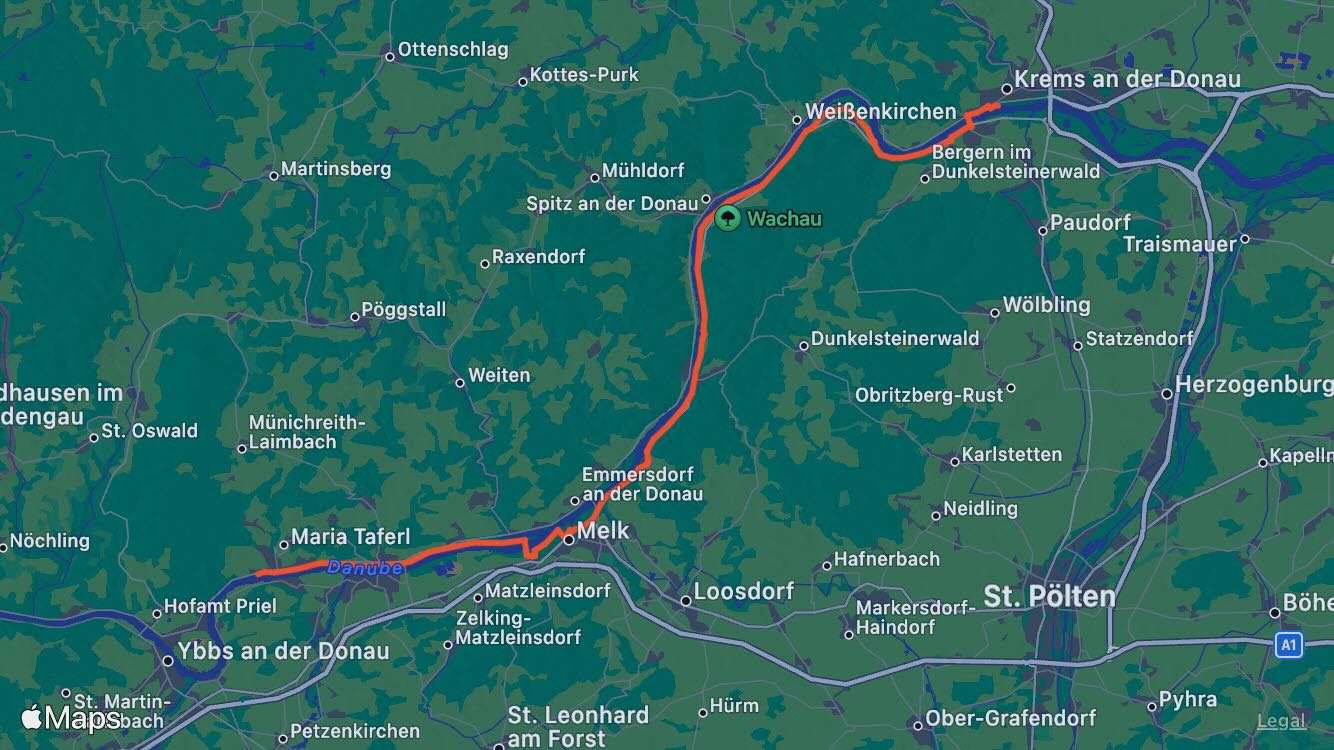 Ottenschlag
Kottes-Purk
Krems an der Donau
Weißenkirchen
Martinsberg
Mühldorf
Bergern im
Dunkelsteinerwald
Spitz an der Donau
Wachau
Paudorf
Traismauer
Raxendorf
Pöggstall
Wölbling
Dunkelsteinerwald
Statzendorf
Weiten
Obritzberg-Rust
Herzogenburg
dhausen im
dengau
St. Oswald
Münichreith-
Laimbach
Karlstetten
Kapelln
Emmersdorf
an der Donau
Neidling
Melk
Maria Taferl
Nöchling
Danube
Hafnerbach
Matzleinsdorf
Loosdorf
St. Pölten
Hofamt Priel
Zelking-
Matzleinsdorf
Markersdorf-
Haindorf
Böhe
A1
Ybbs an der Donau
St. Martin-
bach
Maps
Hürm
Pyhra
St. Leonhard
am Forst
Ober-Grafendorf
Legal
Petzenkirchen